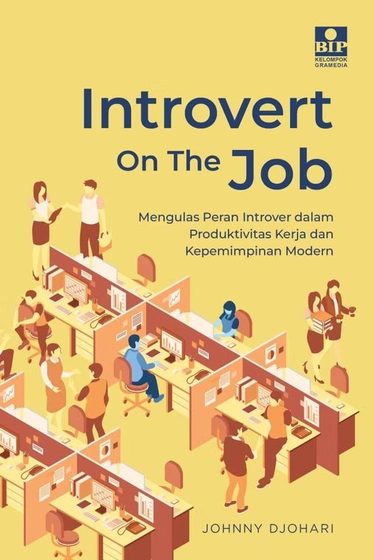 BIP
KELOMPOK
GRAMEDIA
Introvert
On The Job
Mengulas Peran Introver dalam
Produktivitas Kerja dan
Kepemimpinan Modern
JOHNNY DJOHARI